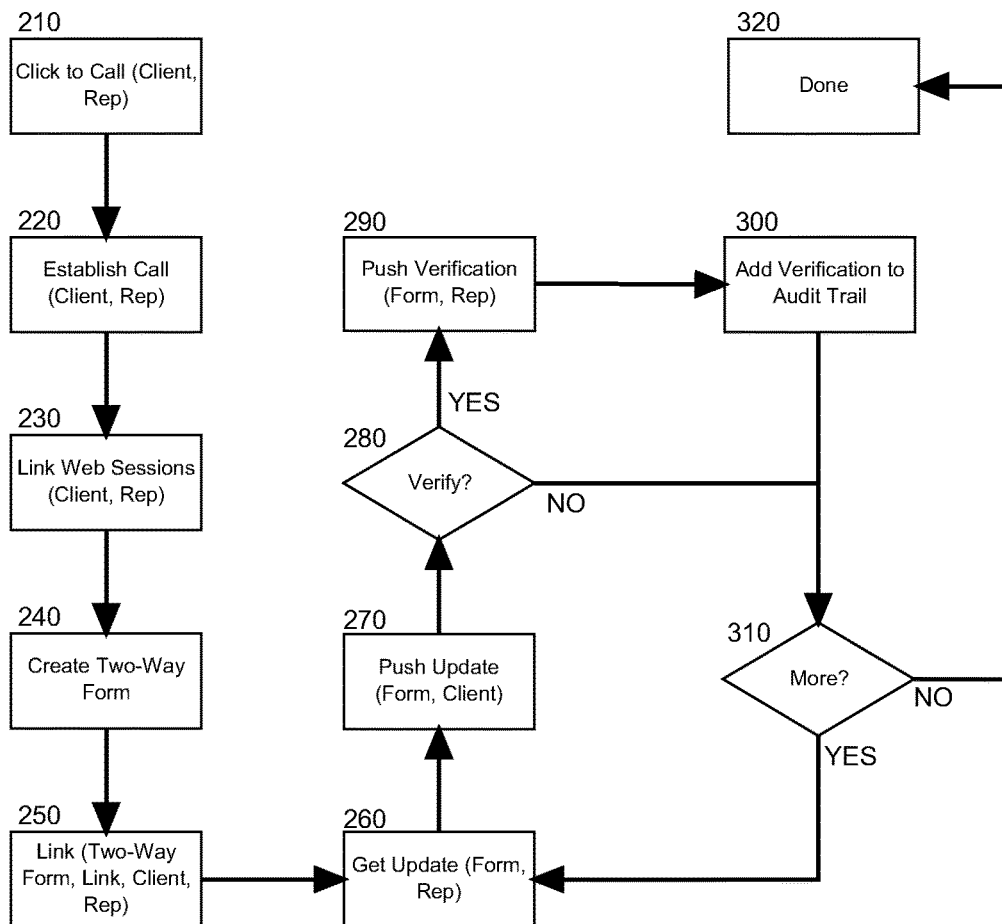 210
Click to Call (Client,
Rep)
220
Establish Call
(Client, Rep)
230
Link Web Sessions
(Client, Rep)
240
Create Two-Way
Form
250
Link (Two-Way
Form, Link, Client,
Rep)
260
Get Update (Form,
Rep)
270
Push Update
(Form, Client)
280
Verify?
YES
NO
290
Push Verification
(Form, Rep)
300
Add Verification to
Audit Trail
310
More?
NO
YES
320
Done